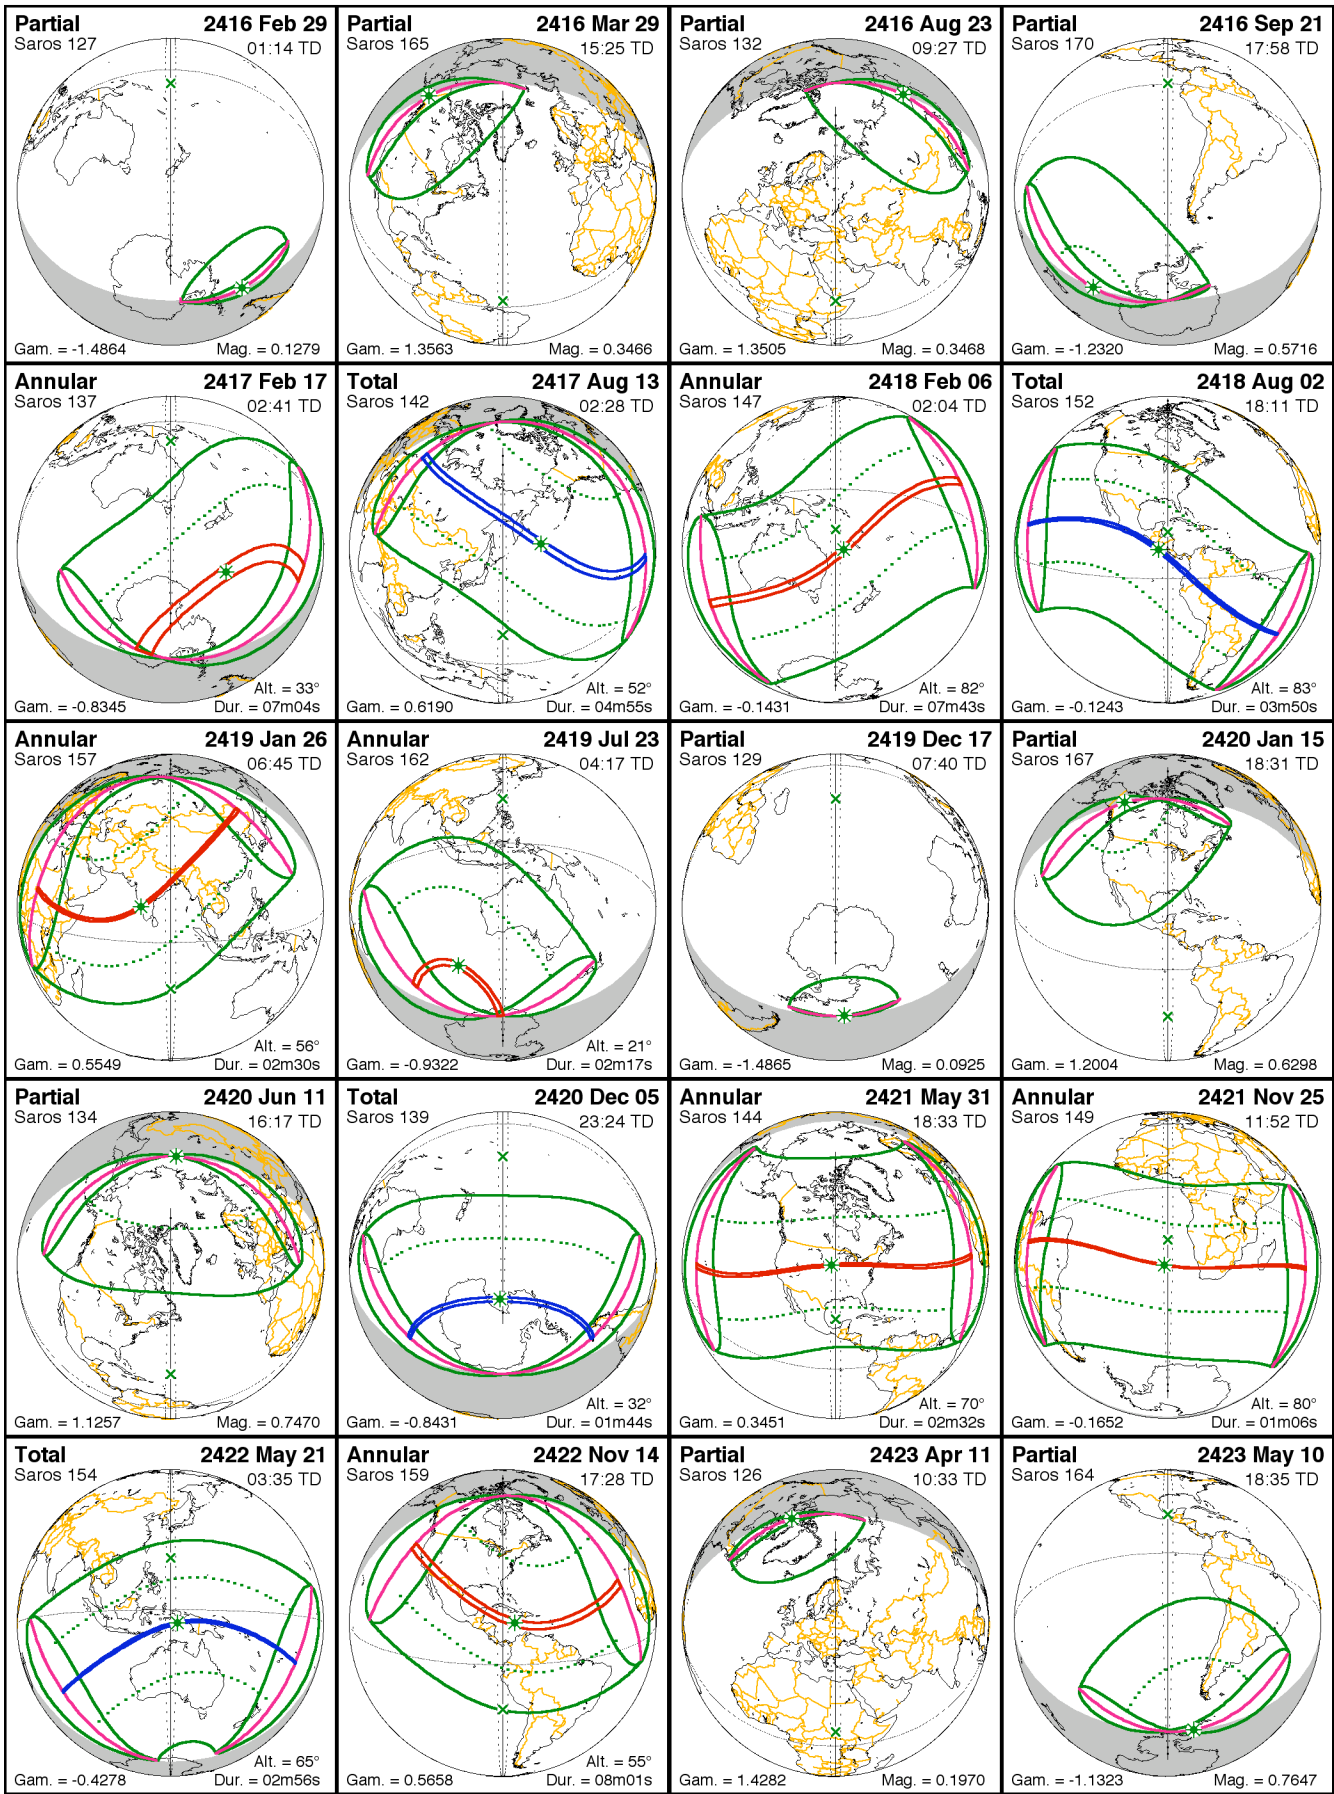 Partial 2416 Feb 29
Saros 127 01:14 TD
Gam. = -1.4864 Mag. = 0.1279
Partial 2416 Mar 29
Saros 165 15:25 TD
Gam. = 1.3563 Mag. = 0.3466
Partial 2416 Aug 23
Saros 132 09:27 TD
Gam. = 1.3505 Mag. = 0.3468
Partial 2416 Sep 21
Saros 170 17:58 TD
Gam. = -1.2320 Mag. = 0.5716
Annular 2417 Feb 17
Saros 137 02:41 TD
Alt. = 33°
Gam. = -0.8345 Dur. = 07m04s
Total 2417 Aug 13
Saros 142 02:28 TD
Alt. = 52°
Gam. = 0.6190 Dur. = 04m55s
Annular 2418 Feb 06
Saros 147 02:04 TD
Alt. = 82°
Gam. = -0.1431 Dur. = 07m43s
Total 2418 Aug 02
Saros 152 18:11 TD
Alt. = 83°
Gam. = -0.1243 Dur. = 03m50s
Annular 2419 Jan 26
Saros 157 06:45 TD
Alt. = 56°
Gam. = 0.5549 Dur. = 02m30s
Annular 2419 Jul 23
Saros 162 04:17 TD
Alt. = 21°
Gam. = -0.9322 Dur. = 02m17s
Partial 2419 Dec 17
Saros 129 07:40 TD
Gam. = -1.4865 Mag. = 0.0925
Partial 2420 Jan 15
Saros 167 18:31 TD
Gam. = 1.2004 Mag. = 0.6298
Partial 2420 Jun 11
Saros 134 16:17 TD
Gam. = 1.1257 Mag. = 0.7470
Total 2420 Dec 05
Saros 139 23:24 TD
Alt. = 32°
Gam. = -0.8431 Dur. = 01m44s
Annular 2421 May 31
Saros 144 18:33 TD
Alt. = 70°
Gam. = 0.3451 Dur. = 02m32s
Annular 2421 Nov 25
Saros 149 11:52 TD
Alt. = 80°
Gam. = -0.1652 Dur. = 01m06s
Total 2422 May 21
Saros 154 03:35 TD
Alt. = 65°
Gam. = -0.4278 Dur. = 02m56s
Annular 2422 Nov 14
Saros 159 17:28 TD
Alt. = 55°
Gam. = 0.5658 Dur. = 08m01s
Partial 2423 Apr 11
Saros 126 10:33 TD
Gam. = 1.4282 Mag. = 0.1970
Partial 2423 May 10
Saros 164 18:35 TD
Gam. = -1.1323 Mag. = 0.7647